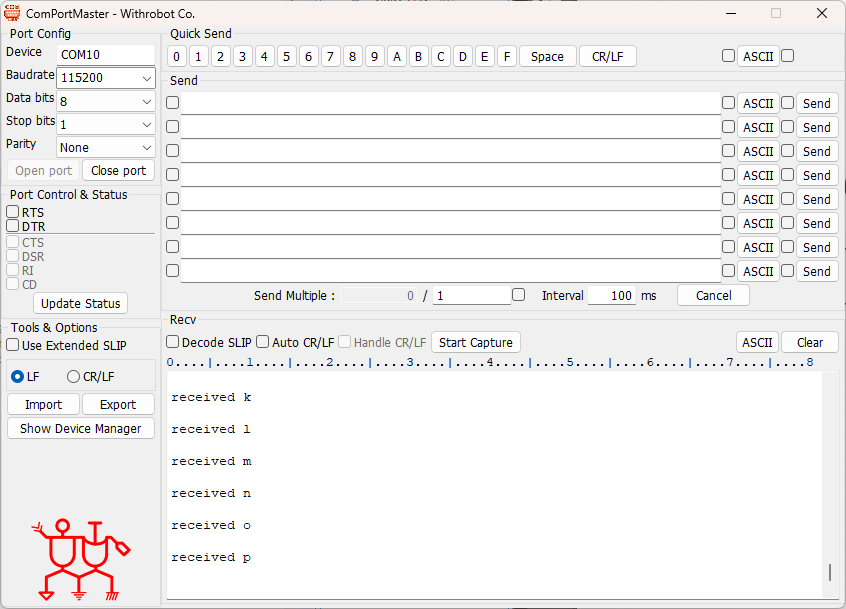 ComPortMaster - Withrobot Co.
Port Config
Device COM10
Baudrate 115200
Data bits 8
Stop bits 1
Parity None
Open port Close port
Port Control & Status
RTS
DTR
CTS
DSR
RI
CD
Update Status
Tools & Options
Use Extended SLIP
LF CR/LF
Import Export
Show Device Manager
Quick Send
0 1 2 3 4 5 6 7 8 9 A B C D E F Space CR/LF ASCII
Send
ASCII Send
ASCII Send
ASCII Send
ASCII Send
ASCII Send
ASCII Send
ASCII Send
ASCII Send
Send Multiple : 0 / 1 Interval 100 ms Cancel
Recv
Decode SLIP Auto CR/LF Handle CR/LF Start Capture ASCII Clear
0....|....1....|....2....|....3....|....4....|....5....|....6....|....7....|....8
received k
received l
received m
received n
received o
received p